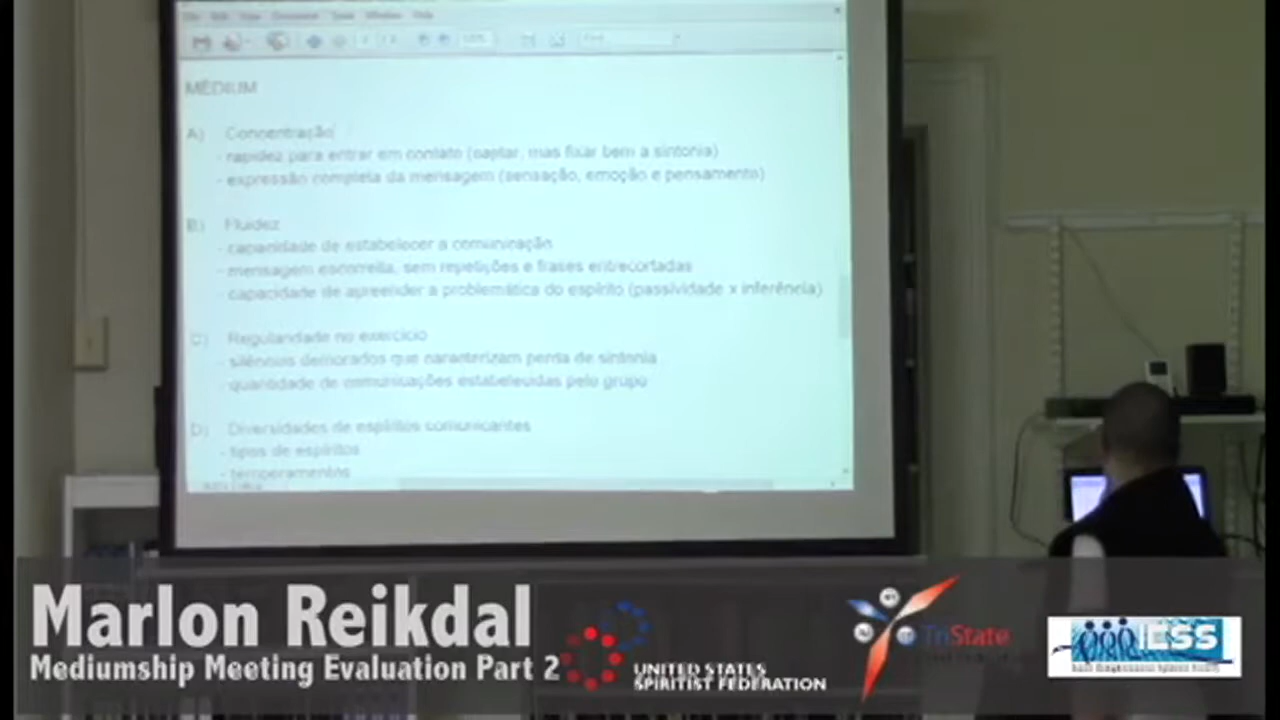 MÉDIUM
A) Concentração
- rapidez para entrar em contato (captar, mas fixar bem a sintonia)
- expressão completa da mensagem (sensação, emoção e pensamento)
B) Fluidez
- capacidade de estabelecer a comunicação
- mensagem escorreita, sem repetições e frases entrecortadas
- capacidade de apreender a problemática do espírito (passividade x inferência)
C) Regularidade no exercício
- silêncios demorados que caracterizam perda de sintonia
- quantidade de comunicações estabelecidas pelo grupo
D) Diversidades de espíritos comunicantes
- tipos de espíritos
- temperamentos
Marlon Reikdal
Mediumship Meeting Evaluation Part 2
UNITED STATES
SPIRITIST FEDERATION
TriState
ESS